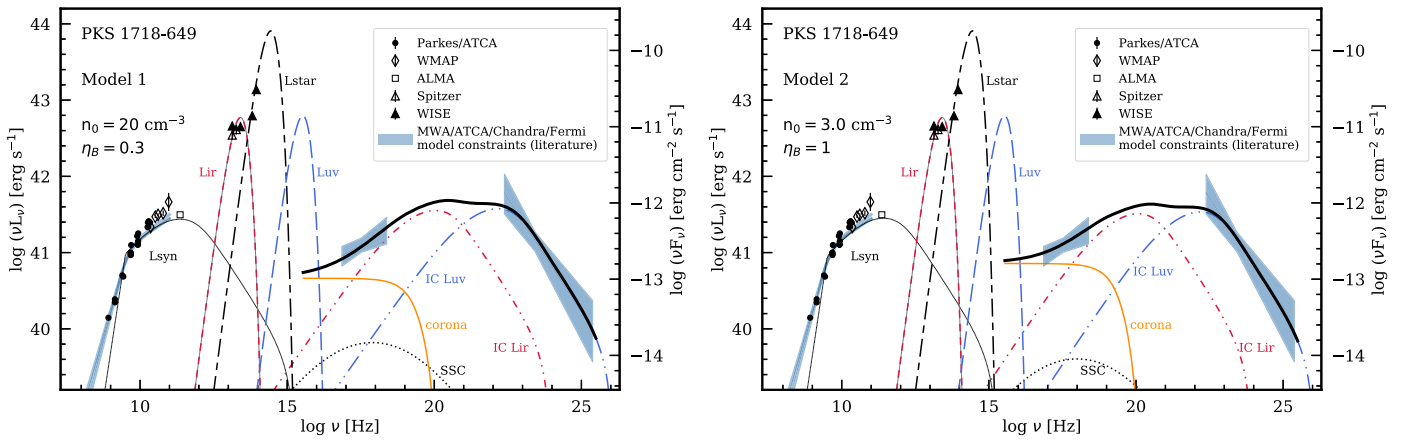 PKS 1718-649
Model 1
n₀ = 20 cm⁻³
η_B = 0.3
Parkes/ATCA
WMAP
ALMA
Spitzer
WISE
MWA/ATCA/Chandra/Fermi
model constraints (literature)
Lstar
Lir
Luv
Lsyn
IC Luv
corona
IC Lir
SSC
44
43
42
41
40
log (νL_ν) [erg s⁻¹]
10
15
20
25
log ν [Hz]
−10
−11
−12
−13
−14
log (νF_ν) [erg cm⁻² s⁻¹]
PKS 1718-649
Model 2
n₀ = 3.0 cm⁻³
η_B = 1
Parkes/ATCA
WMAP
ALMA
Spitzer
WISE
MWA/ATCA/Chandra/Fermi
model constraints (literature)
Lstar
Lir
Luv
Lsyn
IC Luv
corona
IC Lir
SSC
44
43
42
41
40
log (νL_ν) [erg s⁻¹]
10
15
20
25
log ν [Hz]
−10
−11
−12
−13
−14
log (νF_ν) [erg cm⁻² s⁻¹]